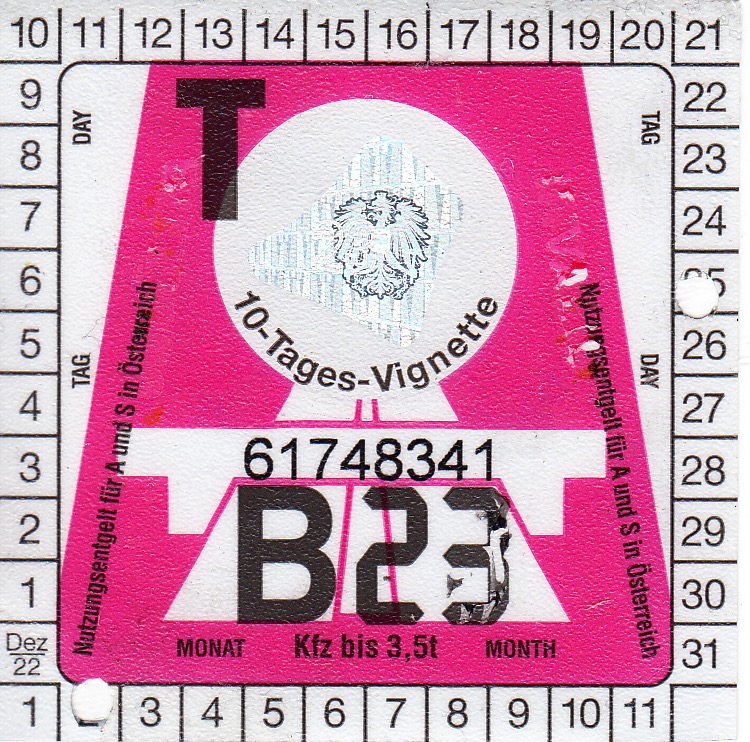 10 11 12 13 14 15 16 17 18 19 20 21
9
8
7
6
5
4
3
2
1
Dez
22
22
23
24
25
26
27
28
29
30
31
1 3 4 5 6 7 8 9 10 11
DAY
TAG
TAG
DAY
T
10-Tages-Vignette
Nutzungsentgelt für A und S in Österreich
Nutzungsentgelt für A und S in Österreich
61748341
B23
MONAT Kfz bis 3,5t MONTH